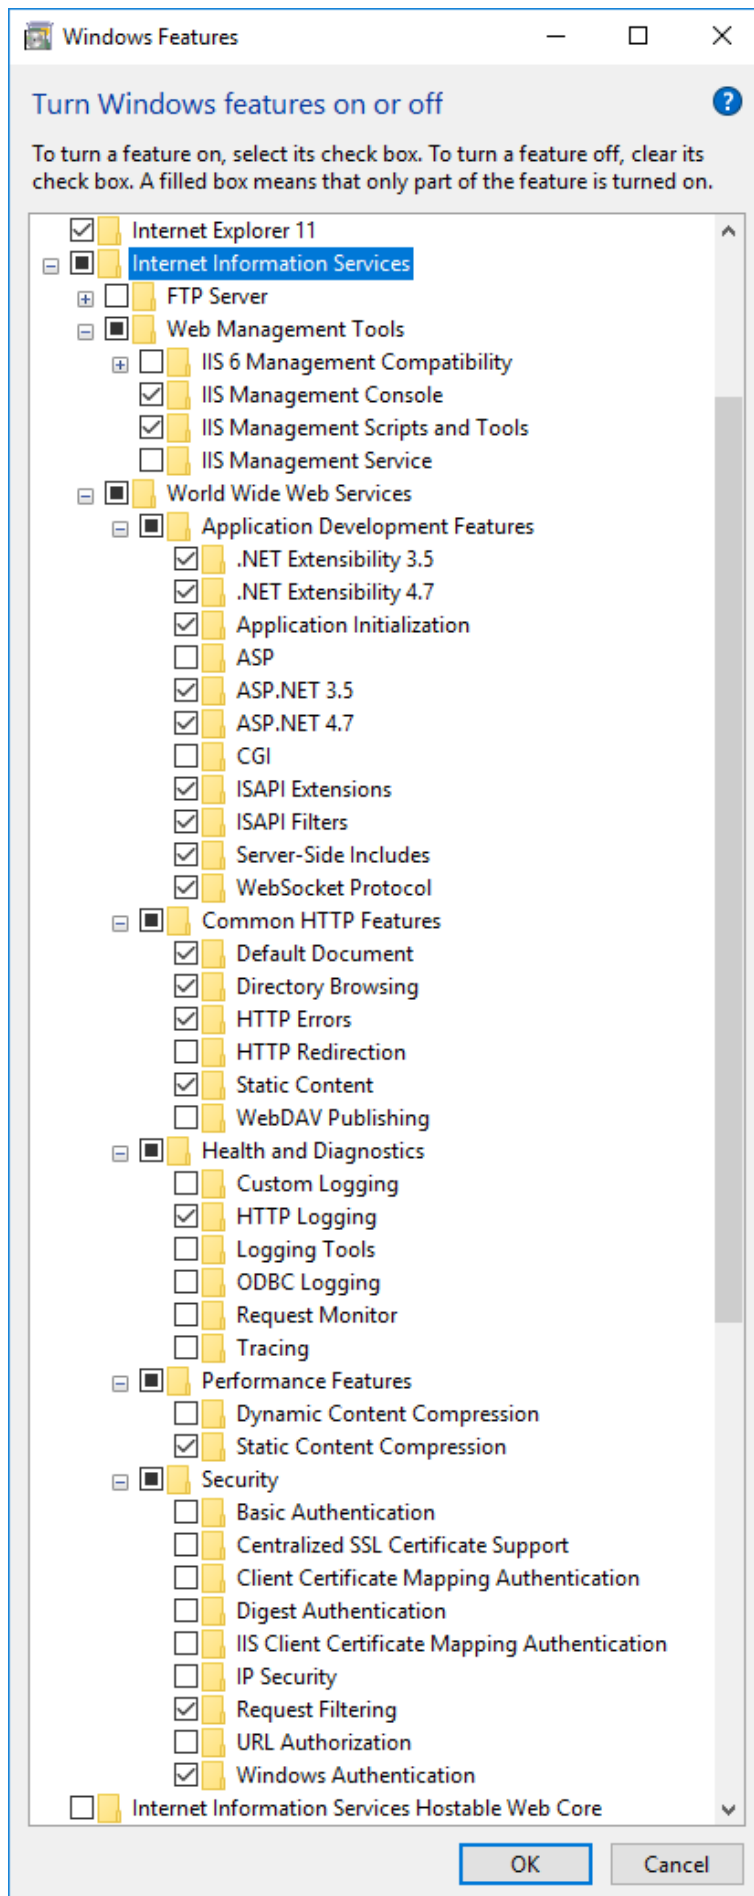 Windows Features
Turn Windows features on or off
?
To turn a feature on, select its check box. To turn a feature off, clear its
check box. A filled box means that only part of the feature is turned on.
Internet Explorer 11
Internet Information Services
FTP Server
Web Management Tools
IIS 6 Management Compatibility
IIS Management Console
IIS Management Scripts and Tools
IIS Management Service
World Wide Web Services
Application Development Features
.NET Extensibility 3.5
.NET Extensibility 4.7
Application Initialization
ASP
ASP.NET 3.5
ASP.NET 4.7
CGI
ISAPI Extensions
ISAPI Filters
Server-Side Includes
WebSocket Protocol
Common HTTP Features
Default Document
Directory Browsing
HTTP Errors
HTTP Redirection
Static Content
WebDAV Publishing
Health and Diagnostics
Custom Logging
HTTP Logging
Logging Tools
ODBC Logging
Request Monitor
Tracing
Performance Features
Dynamic Content Compression
Static Content Compression
Security
Basic Authentication
Centralized SSL Certificate Support
Client Certificate Mapping Authentication
Digest Authentication
IIS Client Certificate Mapping Authentication
IP Security
Request Filtering
URL Authorization
Windows Authentication
Internet Information Services Hostable Web Core
OK
Cancel